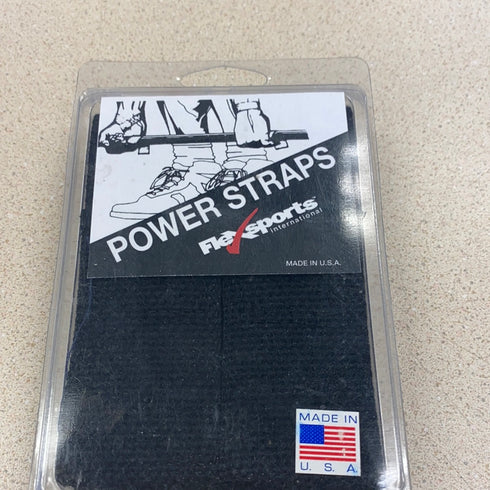 POWER STRAPS
flexsports
international
MADE IN U.S.A.
MADE IN
U. S. A